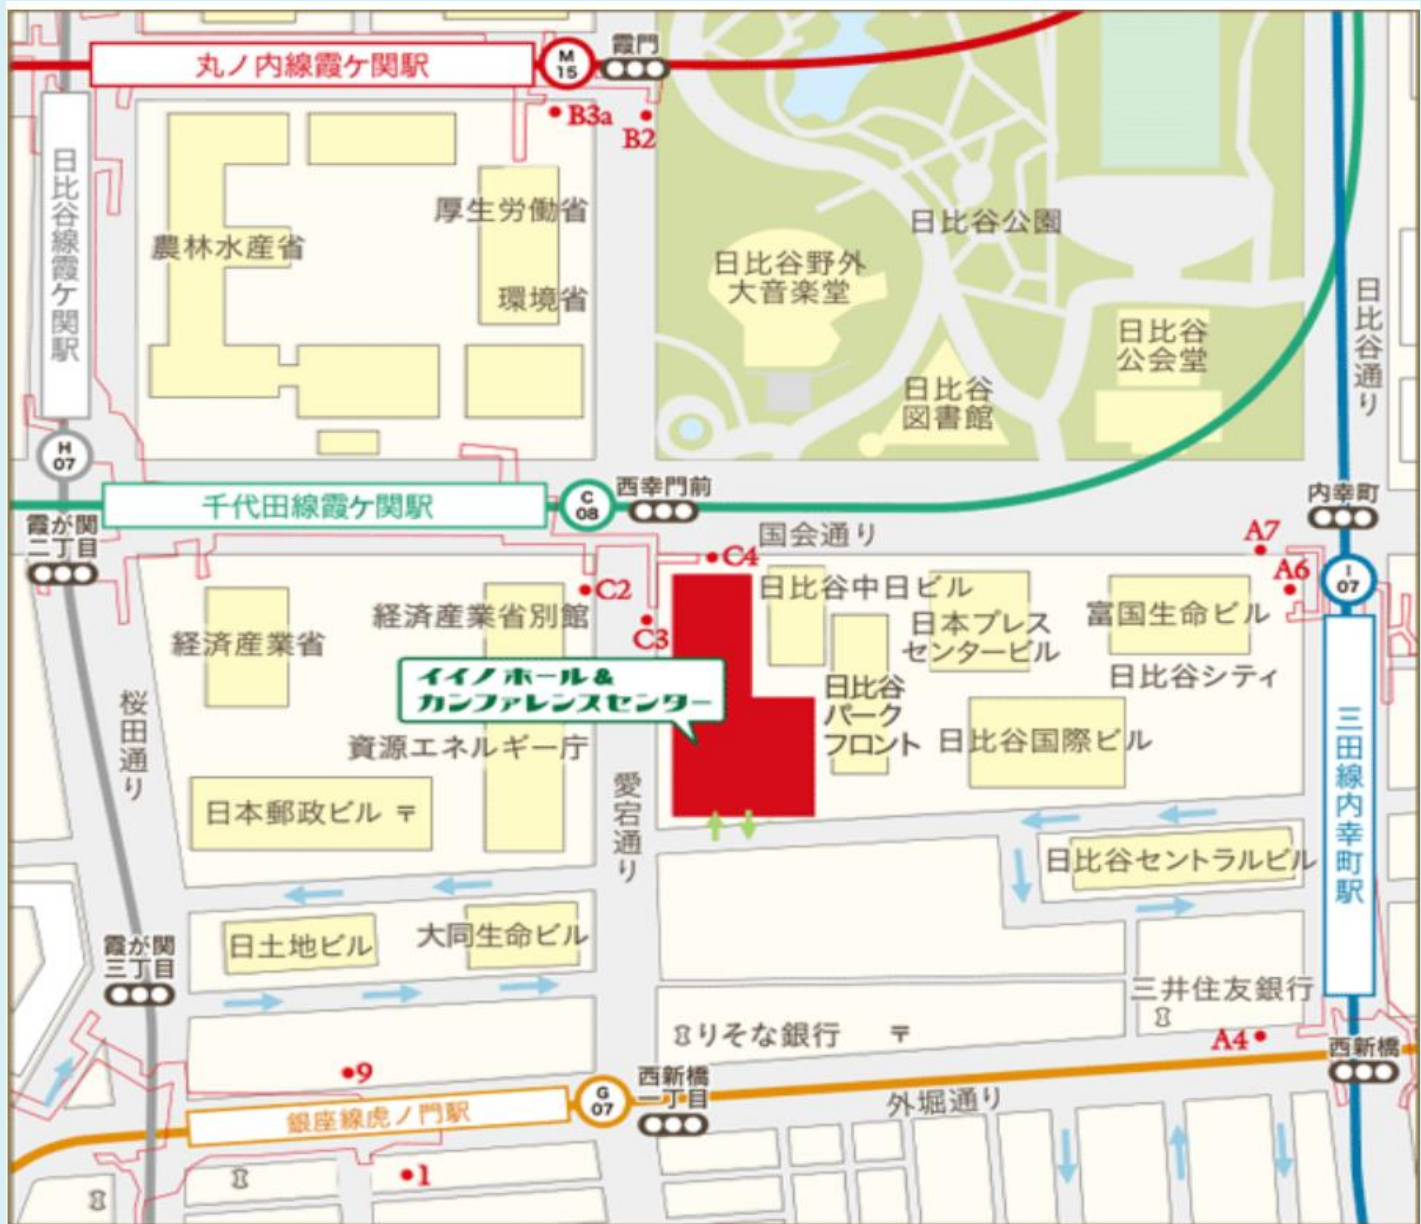 丸ノ内線霞ケ関駅
M
15
霞門
B3a
B2
日比谷線霞ケ関駅
厚生労働省
農林水産省
環境省
日比谷公園
日比谷野外
大音楽堂
日比谷
公会堂
日比谷
図書館
日比谷通り
H
07
千代田線霞ケ関駅
C
08
西幸門前
内幸町
霞が関
二丁目
国会通り
C4
A7
A6
I
07
C2
C3
経済産業省別館
経済産業省
日比谷中日ビル
日本プレス
センタービル
富国生命ビル
日比谷シティ
イイノホール&
カンファレンスセンター
日比谷
パーク
フロント
日比谷国際ビル
桜田通り
資源エネルギー庁
日本郵政ビル 〒
愛宕通り
三田線内幸町駅
日比谷セントラルビル
日土地ビル
大同生命ビル
霞が関
三丁目
三井住友銀行
りそな銀行
〒
A4
西新橋
9
銀座線虎ノ門駅
G
07
西新橋
一丁目
外堀通り
1